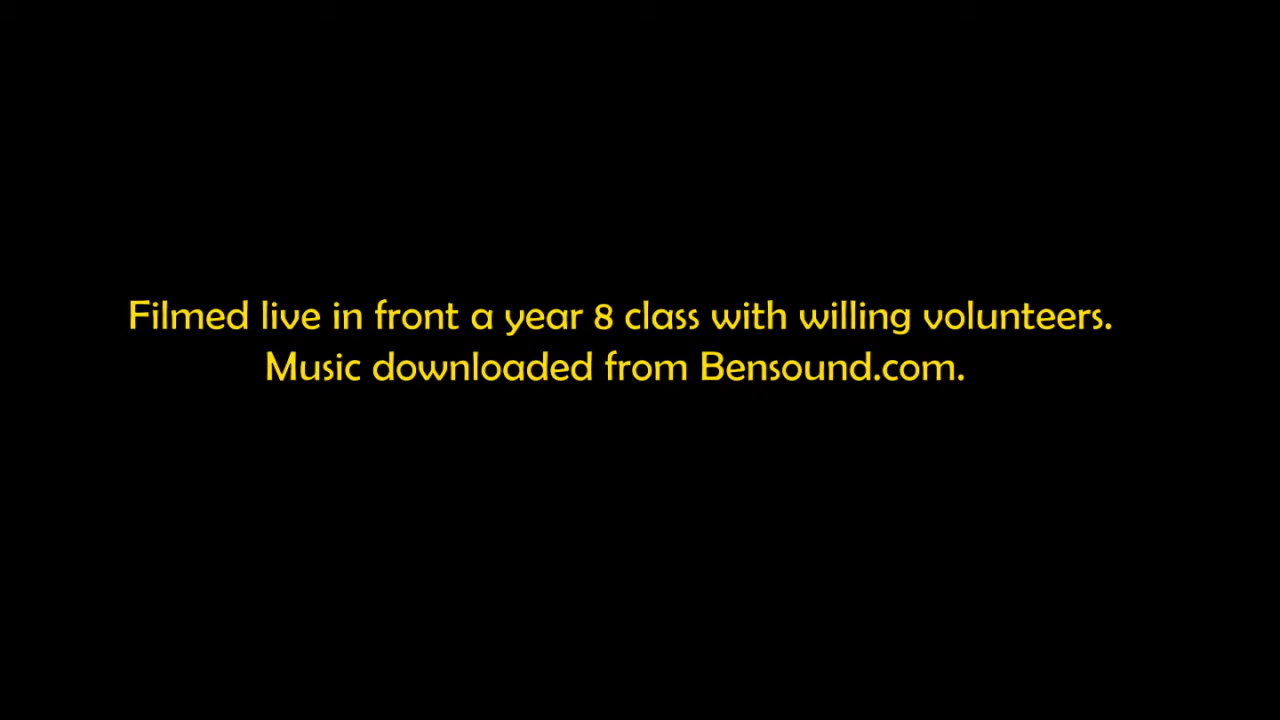 Filmed live in front a year 8 class with willing volunteers.
Music downloaded from Bensound.com.